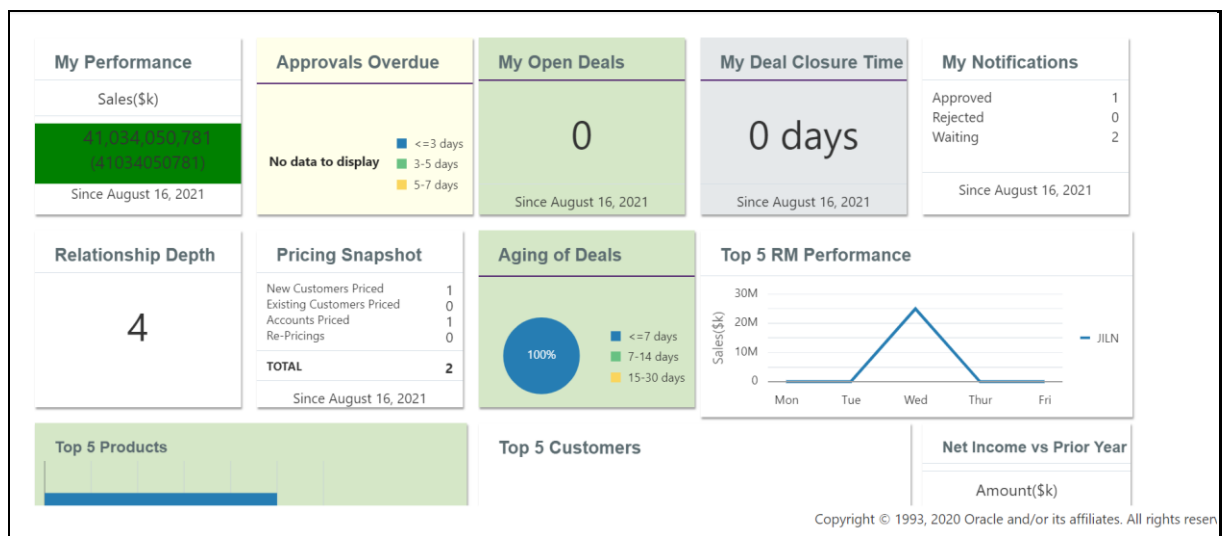 My Performance
Sales($k)
41,034,050,781
(41034050781)
Since August 16, 2021
Approvals Overdue
No data to display
<=3 days
3-5 days
5-7 days
My Open Deals
0
Since August 16, 2021
My Deal Closure Time
0 days
Since August 16, 2021
My Notifications
Approved 1
Rejected 0
Waiting 2
Since August 16, 2021
Relationship Depth
4
Pricing Snapshot
New Customers Priced 1
Existing Customers Priced 0
Accounts Priced 1
Re-Pricings 0
TOTAL 2
Since August 16, 2021
Aging of Deals
100%
<=7 days
7-14 days
15-30 days
Top 5 RM Performance
Sales($k)
30M
20M
10M
0
Mon Tue Wed Thur Fri
JILN
Top 5 Products
Top 5 Customers
Net Income vs Prior Year
Amount($k)
Copyright © 1993, 2020 Oracle and/or its affiliates. All rights reser